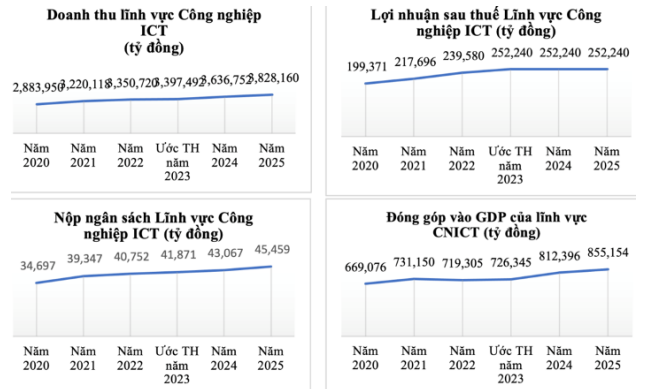 Doanh thu lĩnh vực Công nghiệp
ICT
(tỷ đồng)
2,883,950 3,220,118 3,350,720 3,397,492 3,636,752 3,828,160
Năm 2020 Năm 2021 Năm 2022 Ước TH năm 2023 Năm 2024 Năm 2025
Lợi nhuận sau thuế Lĩnh vực Công
nghiệp ICT (tỷ đồng)
199,371 217,696 239,580 252,240 252,240 252,240
Năm 2020 Năm 2021 Năm 2022 Ước TH năm 2023 Năm 2024 Năm 2025
Nộp ngân sách Lĩnh vực Công
nghiệp ICT (tỷ đồng)
34,697 39,347 40,752 41,871 43,067 45,459
Năm 2020 Năm 2021 Năm 2022 Ước TH năm 2023 Năm 2024 Năm 2025
Đóng góp vào GDP của lĩnh vực
CNICT (tỷ đồng)
669,076 731,150 719,305 726,345 812,396 855,154
Năm 2020 Năm 2021 Năm 2022 Ước TH năm 2023 Năm 2024 Năm 2025